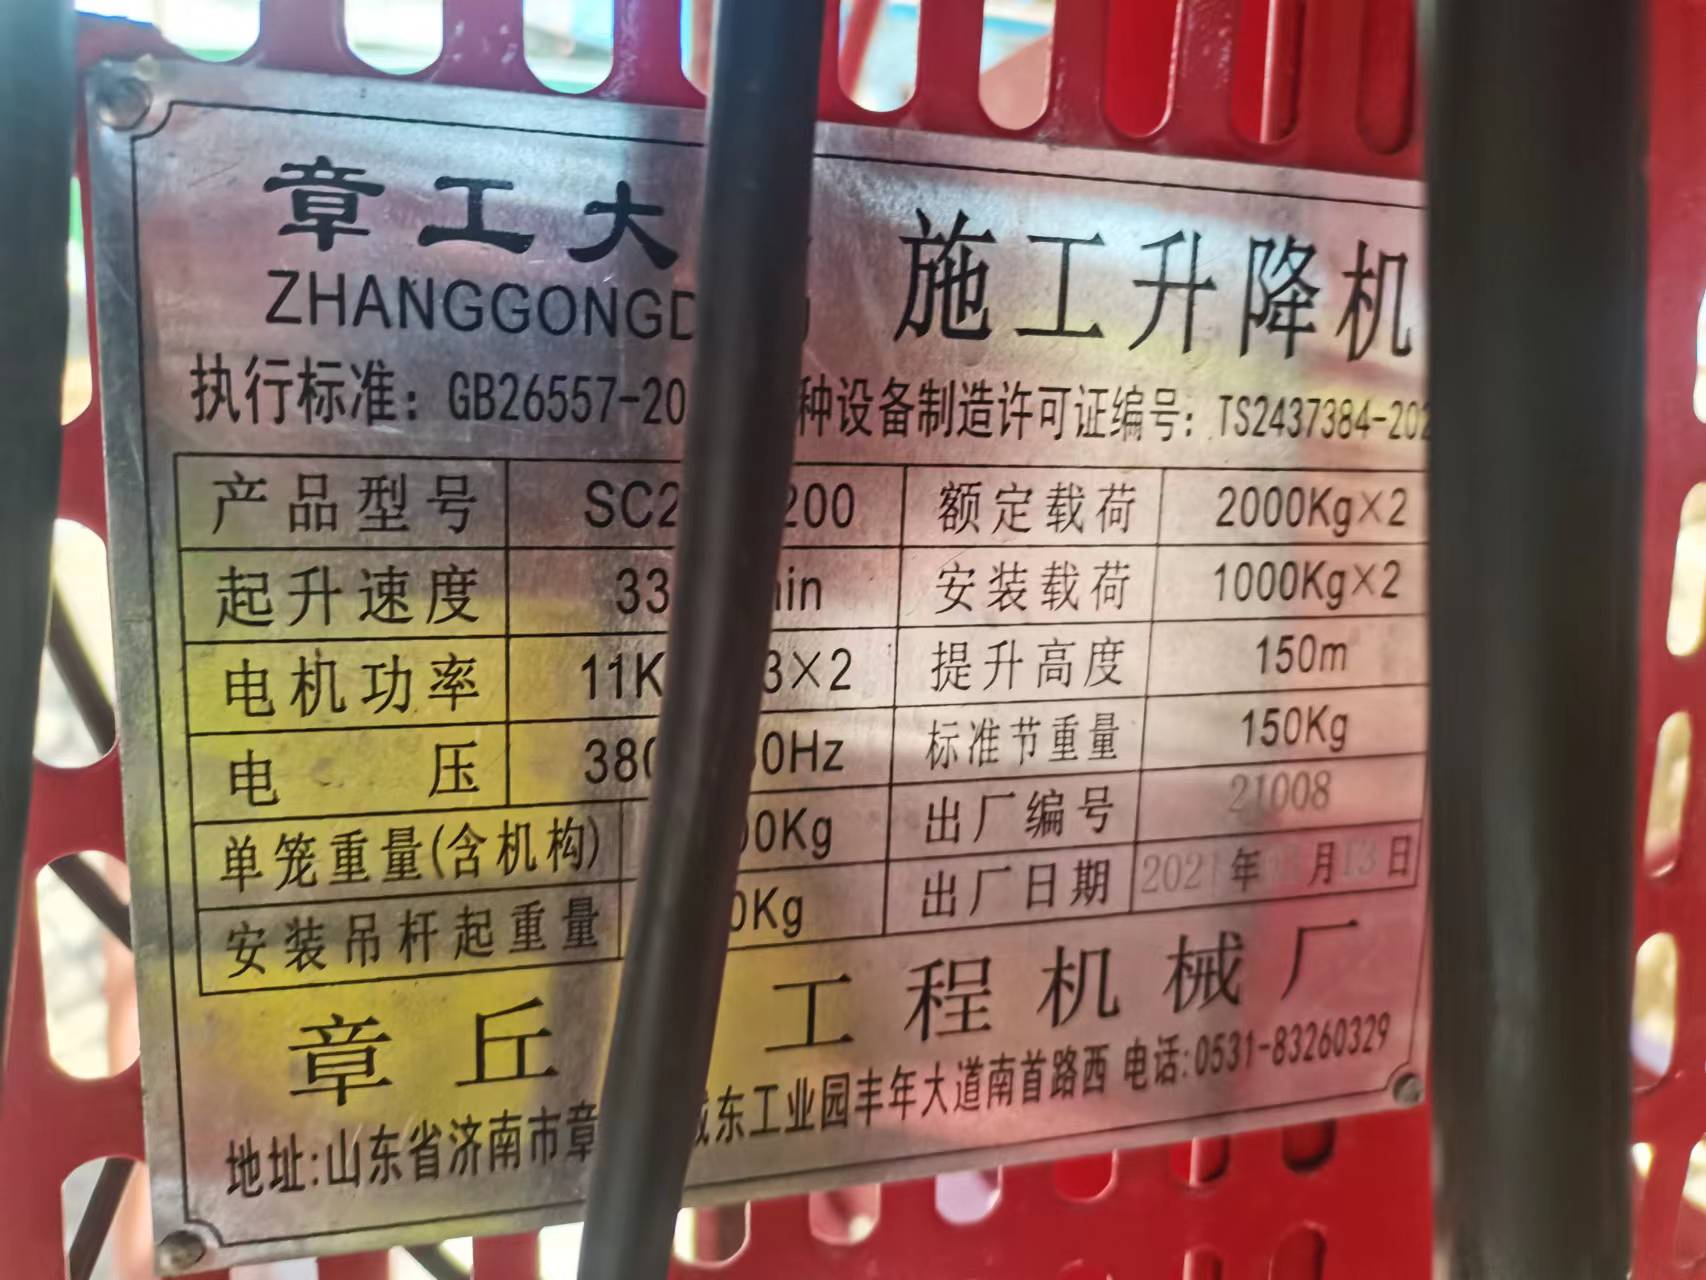 章工大 施工升降机
ZHANGGONGD
执行标准：GB26557-20 种设备制造许可证编号：TS2437384-202
产品型号 SC2 200 额定载荷 2000Kg×2
起升速度 33 in 安装载荷 1000Kg×2
电机功率 11K 3×2 提升高度 150m
电压 380 0Hz 标准节重量 150Kg
单笼重量(含机构) 00Kg 出厂编号 21008
安装吊杆起重量 0Kg 出厂日期 2021年 月13日
章丘 工程机械厂
地址:山东省济南市章 东工业园丰年大道南首路西 电话:0531-83260329